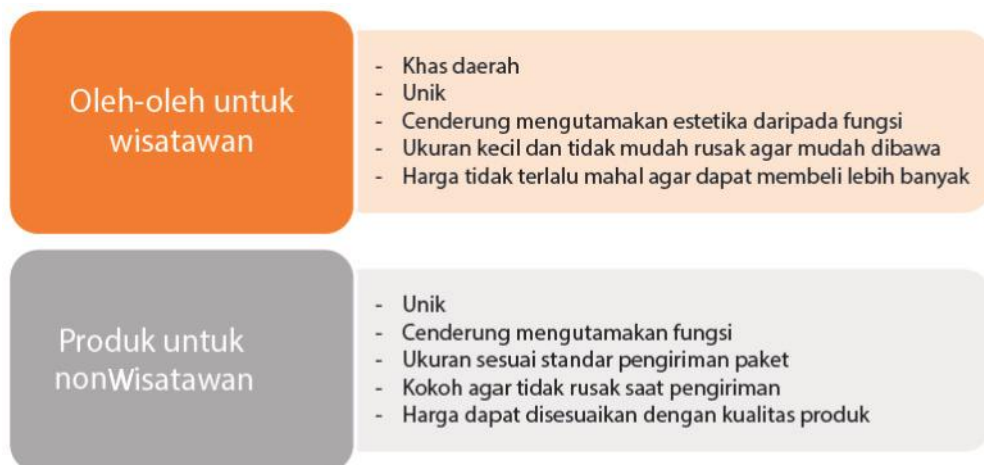 Oleh-oleh untuk
wisatawan
- Khas daerah
- Unik
- Cenderung mengutamakan estetika daripada fungsi
- Ukuran kecil dan tidak mudah rusak agar mudah dibawa
- Harga tidak terlalu mahal agar dapat membeli lebih banyak
Produk untuk
nonWisatawan
- Unik
- Cenderung mengutamakan fungsi
- Ukuran sesuai standar pengiriman paket
- Kokoh agar tidak rusak saat pengiriman
- Harga dapat disesuaikan dengan kualitas produk